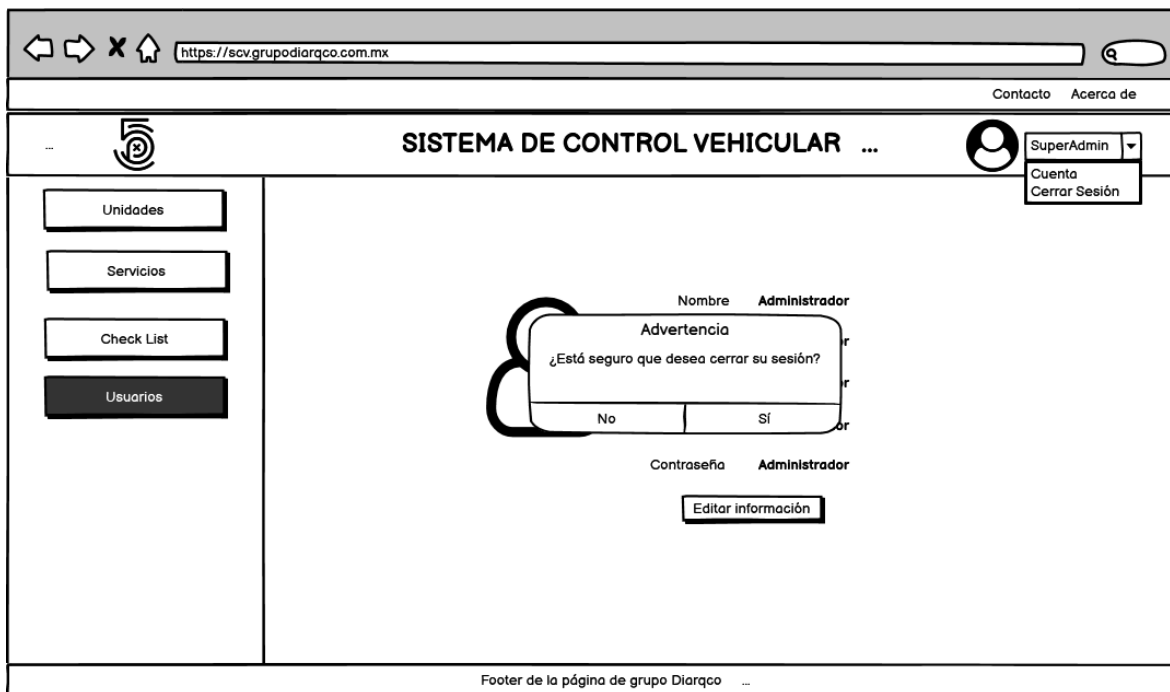 https://scv.grupodiarqco.com.mx
Contacto Acerca de
... SISTEMA DE CONTROL VEHICULAR ... SuperAdmin
Cuenta
Cerrar Sesión
Unidades
Servicios
Check List
Usuarios
Nombre Administrador
Advertencia
¿Está seguro que desea cerrar su sesión?
No Sí
Contraseña Administrador
Editar información
Footer de la página de grupo Diarqco ...